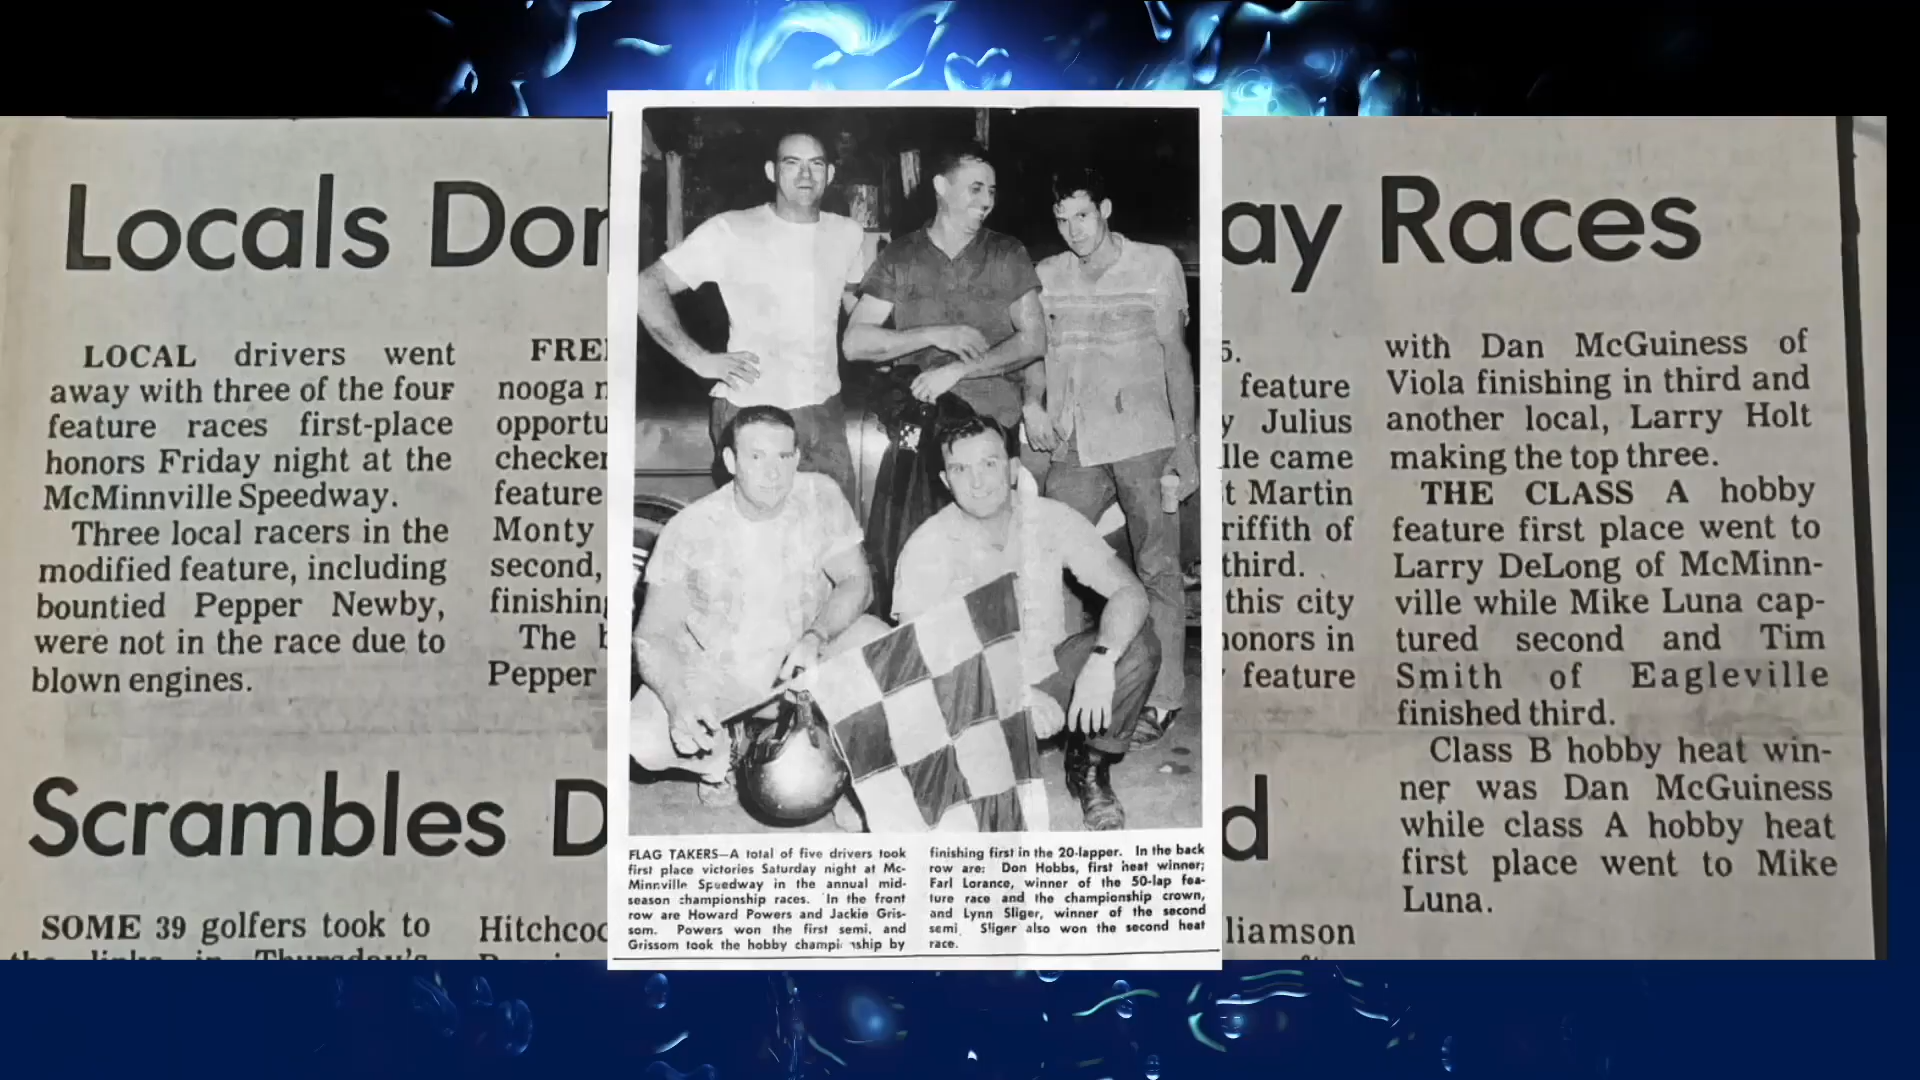 Locals Dor
ay Races
LOCAL drivers went
away with three of the four
feature races first-place
honors Friday night at the
McMinnville Speedway.
Three local racers in the
modified feature, including
bountied Pepper Newby,
were not in the race due to
blown engines.
FRE
nooga
opportu
checker
feature
Monty
second,
finishing
The
Pepper
5.
feature
y Julius
lle came
t Martin
riffith of
third.
this city
honors in
feature
with Dan McGuiness of
Viola finishing in third and
another local, Larry Holt
making the top three.
THE CLASS A hobby
feature first place went to
Larry DeLong of McMinn-
ville while Mike Luna cap-
tured second and Tim
Smith of Eagleville
finished third.
Class B hobby heat win-
ner was Dan McGuiness
while class A hobby heat
first place went to Mike
Luna.
Scrambles D
d
SOME 39 golfers took to
the links in Thursday's
Hitchcoc
liamson
FLAG TAKERS—A total of five drivers took
first place victories Saturday night at Mc-
Minnville Speedway in the annual mid-
season championship races. In the front
row are Howard Powers and Jackie Gris-
som. Powers won the first semi, and
Grissom took the hobby champi nship by
finishing first in the 20-lapper. In the back
row are: Don Hobbs, first heat winner;
Earl Lorance, winner of the 50-lap fea-
ture race and the championship crown,
and Lynn Sliger, winner of the second
semi. Sliger also won the second heat
race.